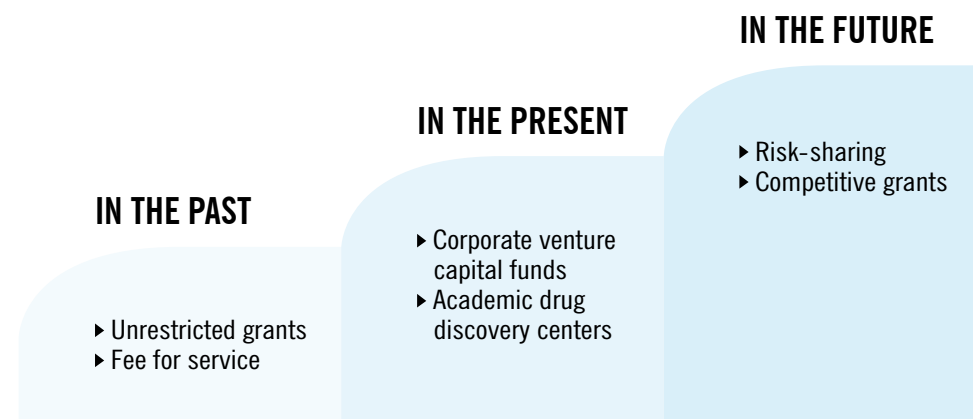 IN THE PAST
▸ Unrestricted grants
▸ Fee for service
IN THE PRESENT
▸ Corporate venture
capital funds
▸ Academic drug
discovery centers
IN THE FUTURE
▸ Risk-sharing
▸ Competitive grants